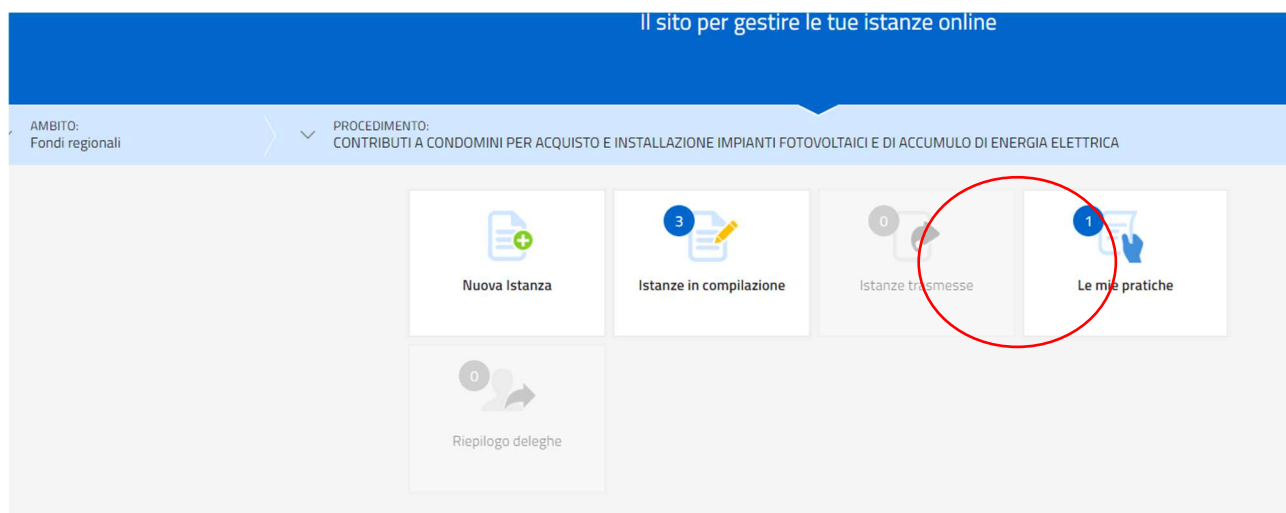 Il sito per gestire le tue istanze online
AMBITO:
Fondi regionali
PROCEDIMENTO:
CONTRIBUTI A CONDOMINI PER ACQUISTO E INSTALLAZIONE IMPIANTI FOTOVOLTAICI E DI ACCUMULO DI ENERGIA ELETTRICA
Nuova Istanza
3
Istanze in compilazione
0
Istanze trasmesse
1
Le mie pratiche
0
Riepilogo deleghe